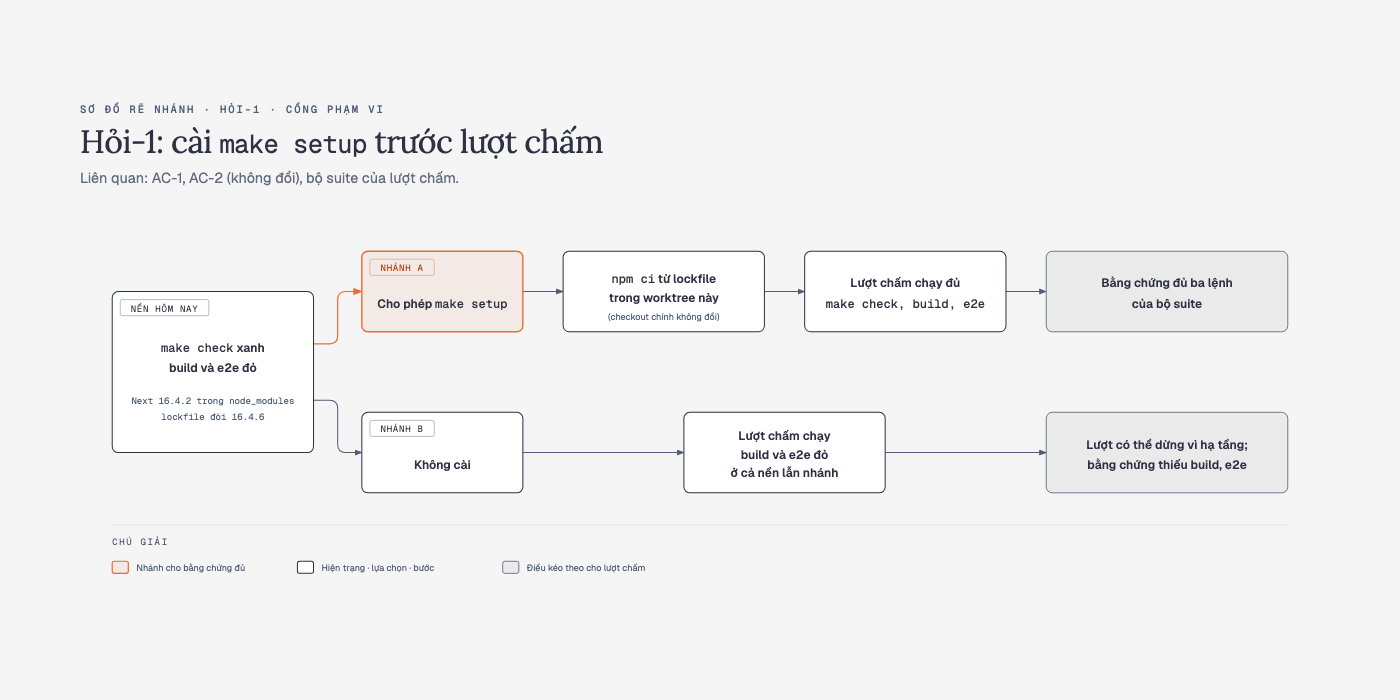 SƠ ĐỒ RẼ NHÁNH · HỎI-1 · CỔNG PHẠM VI
Hỏi-1: cài make setup trước lượt chấm
Liên quan: AC-1, AC-2 (không đổi), bộ suite của lượt chấm.
NỀN HÔM NAY
make check xanh
build và e2e đỏ
Next 16.4.2 trong node_modules
lockfile đòi 16.4.6
NHÁNH A
Cho phép make setup
npm ci từ lockfile
trong worktree này
(checkout chính không đổi)
Lượt chấm chạy đủ
make check, build, e2e
Bằng chứng đủ ba lệnh
của bộ suite
NHÁNH B
Không cài
Lượt chấm chạy
build và e2e đỏ
ở cả nền lẫn nhánh
Lượt có thể dừng vì hạ tầng;
bằng chứng thiếu build, e2e
CHÚ GIẢI
Nhánh cho bằng chứng đủ
Hiện trạng · lựa chọn · bước
Điều kéo theo cho lượt chấm